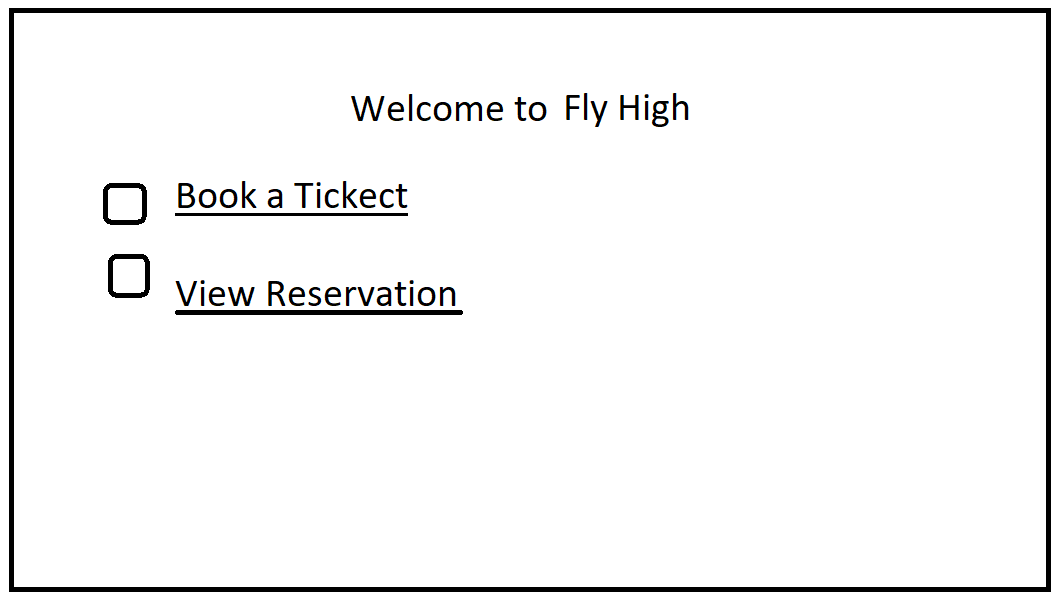 Welcome to Fly High
Book a Tickect
View Reservation